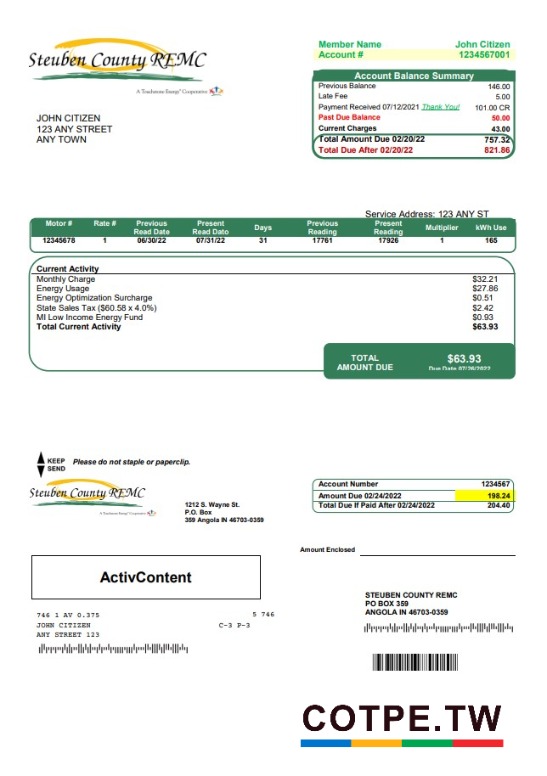 Steuben County REMC
A Touchstone Energy® Cooperative
Member Name John Citizen
Account # 1234567001
Account Balance Summary
Previous Balance 146.00
Late Fee 5.00
Payment Received 07/12/2021 Thank You! 101.00 CR
Past Due Balance 50.00
Current Charges 43.00
Total Amount Due 02/20/22 757.32
Total Due After 02/20/22 821.86
JOHN CITIZEN
123 ANY STREET
ANY TOWN
Service Address: 123 ANY ST
Motor # Rate # Previous Read Date Present Read Dato Days Previous Reading Present Reading Multiplier kWh Use
12345678 1 06/30/22 07/31/22 31 17761 17926 1 165
Current Activity
Monthly Charge $32.21
Energy Usage $27.86
Energy Optimization Surcharge $0.51
State Sales Tax ($60.58 x 4.0%) $2.42
MI Low Income Energy Fund $0.93
Total Current Activity $63.93
TOTAL AMOUNT DUE $63.93
Due Date 07/26/2022
KEEP
SEND
Please do not staple or paperclip.
Steuben County REMC
A Touchstone Energy® Cooperative
1212 S. Wayne St.
P.O. Box
359 Angola IN 46703-0359
Account Number 1234567
Amount Due 02/24/2022 198.24
Total Due If Paid After 02/24/2022 204.40
Amount Enclosed
ActivContent
746 1 AV 0.375 5 746
JOHN CITIZEN C-3 P-3
ANY STREET 123
STEUBEN COUNTY REMC
PO BOX 359
ANGOLA IN 46703-0359
COTPE.TW